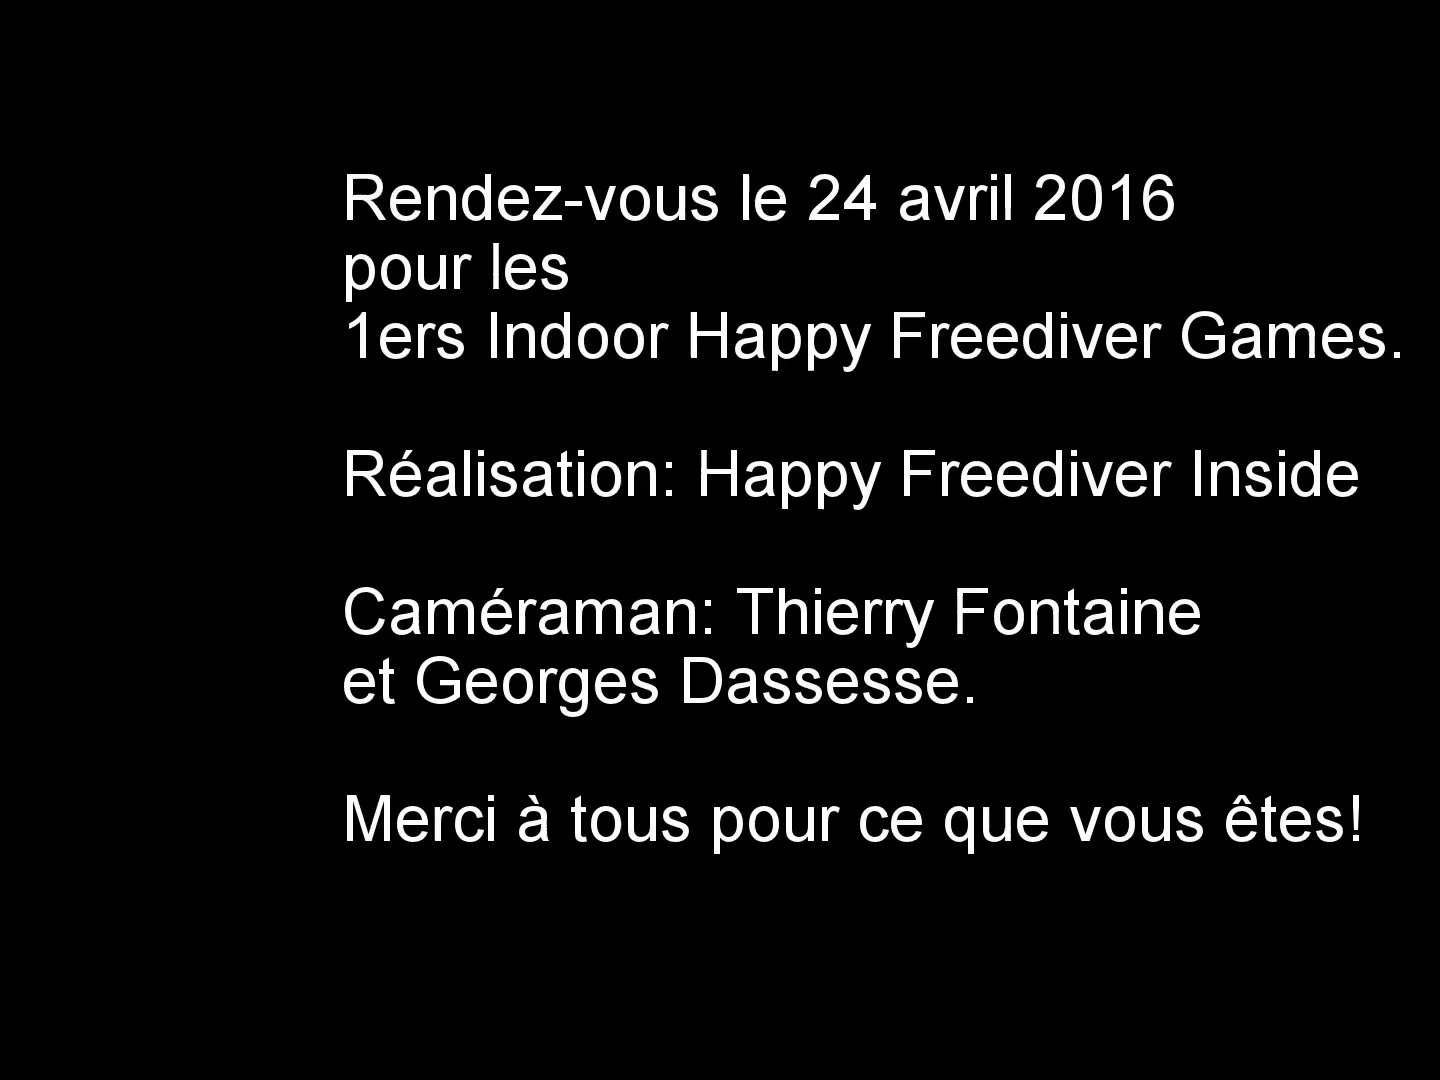 Rendez-vous le 24 avril 2016
pour les
1ers Indoor Happy Freediver Games.
Réalisation: Happy Freediver Inside
Caméraman: Thierry Fontaine
et Georges Dassesse.
Merci à tous pour ce que vous êtes!